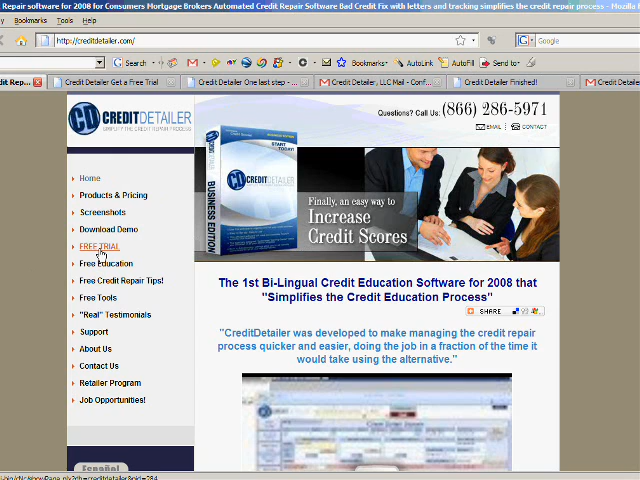 Repair software for 2008 for Consumers Mortgage Brokers Automated Credit Repair Software Bad Credit Fix with letters and tracking simplifies the credit repair process - Mozilla
Bookmarks Tools Help
http://creditdetailer.com/
Google
Search
Bookmarks
AutoLink
AutoFill
Send to
dit Rep...
Credit Detailer Get a Free Trial
Credit Detailer One last step - ...
Credit Detailer, LLC Mail - Conf...
Credit Detailer Finished!
Credit Detailer
CD CREDITDETAILER
SIMPLIFY THE CREDIT REPAIR PROCESS
Questions? Call Us: (866) 286-5971
EMAIL
CONTACT
Home
Products & Pricing
Screenshots
Download Demo
FREE TRIAL
Free Education
Free Credit Repair Tips!
Free Tools
"Real" Testimonials
Support
About Us
Contact Us
Retailer Program
Job Opportunities!
Español
START TODAY!
CD CREDITDETAILER
BUSINESS EDITION
Finally, an easy way to
Increase
Credit Scores
The 1st Bi-Lingual Credit Education Software for 2008 that
"Simplifies the Credit Education Process"
SHARE
"CreditDetailer was developed to make managing the credit repair
process quicker and easier, doing the job in a fraction of the time it
would take using the alternative."